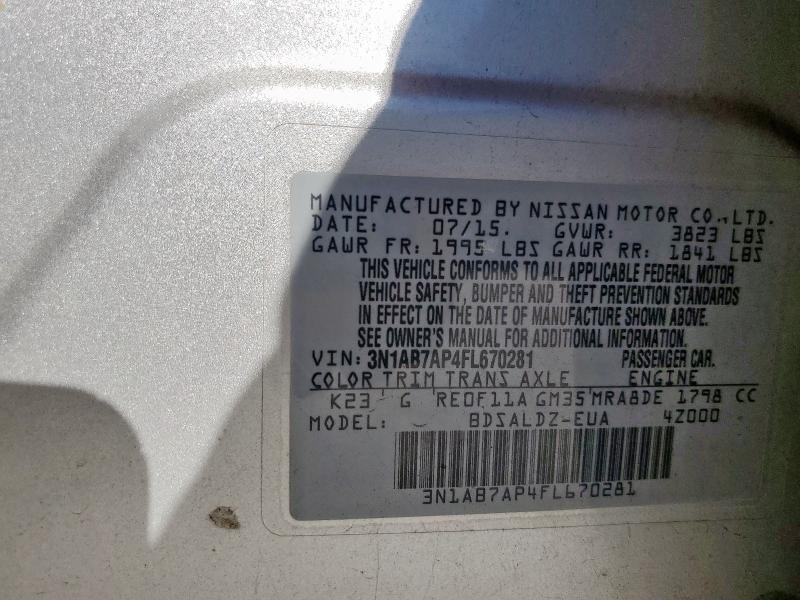 MANUFACTURED BY NISSAN MOTOR CO., LTD.
DATE: 07/15. GVWR: 3823 LBS
GAWR FR: 1995 LBS GAWR RR: 1841 LBS
THIS VEHICLE CONFORMS TO ALL APPLICABLE FEDERAL MOTOR
VEHICLE SAFETY, BUMPER AND THEFT PREVENTION STANDARDS
IN EFFECT ON THE DATE OF MANUFACTURE SHOWN ABOVE.
SEE OWNER'S MANUAL FOR ADDITIONAL INFORMATION.
VIN: 3N1AB7AP4FL670281 PASSENGER CAR.
COLOR TRIM TRANS AXLE ENGINE
K23 G RE0F11A GM35 MRA8DE 1798 CC
MODEL: BDSALDZ-EUA 4Z000
3N1AB7AP4FL670281